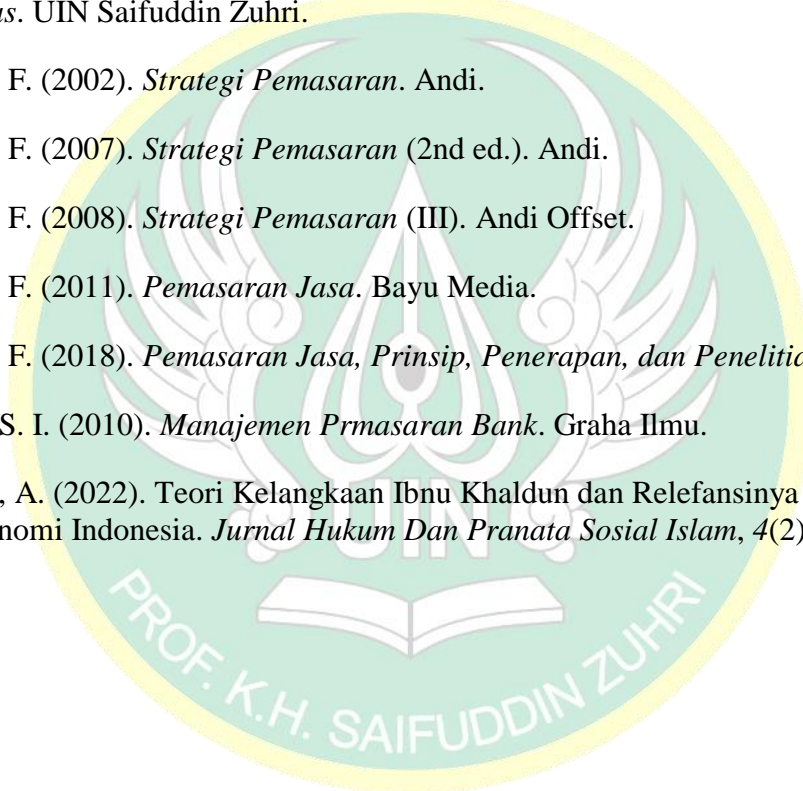 us. UIN Saifuddin Zuhri.
F. (2002). Strategi Pemasaran. Andi.
F. (2007). Strategi Pemasaran (2nd ed.). Andi.
F. (2008). Strategi Pemasaran (III). Andi Offset.
F. (2011). Pemasaran Jasa. Bayu Media.
F. (2018). Pemasaran Jasa, Prinsip, Penerapan, dan Penelitia
S. I. (2010). Manajemen Prmasaran Bank. Graha Ilmu.
, A. (2022). Teori Kelangkaan Ibnu Khaldun dan Relefansinya
nomi Indonesia. Jurnal Hukum Dan Pranata Sosial Islam, 4(2)
UIN
PROF. K.H. SAIFUDDIN ZUHRI